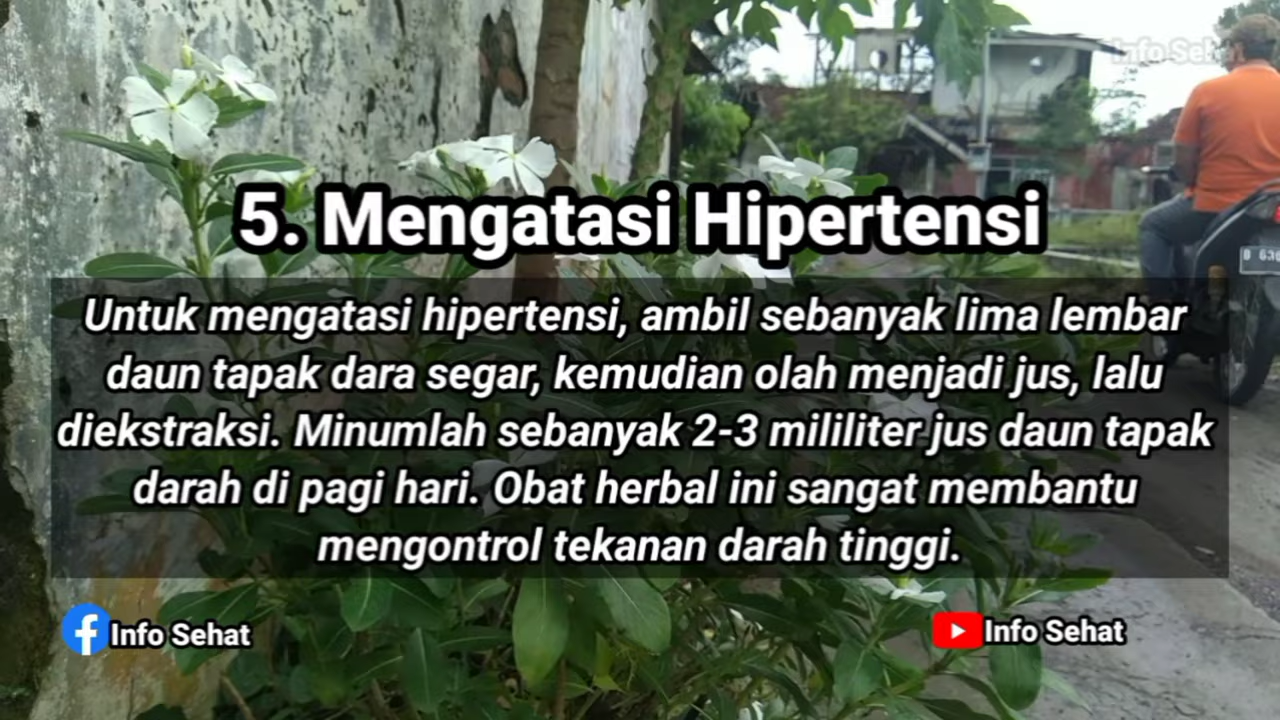 Info Sehat
5. Mengatasi Hipertensi
Untuk mengatasi hipertensi, ambil sebanyak lima lembar
daun tapak dara segar, kemudian olah menjadi jus, lalu
diekstraksi. Minumlah sebanyak 2-3 mililiter jus daun tapak
darah di pagi hari. Obat herbal ini sangat membantu
mengontrol tekanan darah tinggi.
Info Sehat
Info Sehat